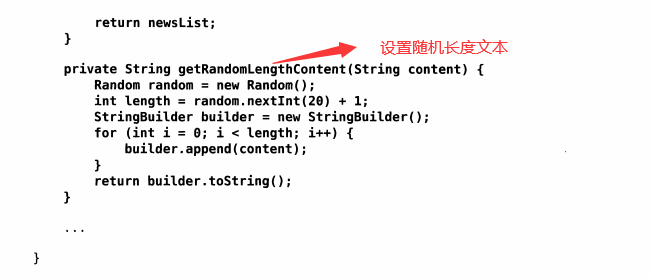 return newsList;
    }
设置随机长度文本
    private String getRandomLengthContent(String content) {
        Random random = new Random();
        int length = random.nextInt(20) + 1;
        StringBuilder builder = new StringBuilder();
        for (int i = 0; i < length; i++) {
            builder.append(content);
        }
        return builder.toString();
    }
    ...
}